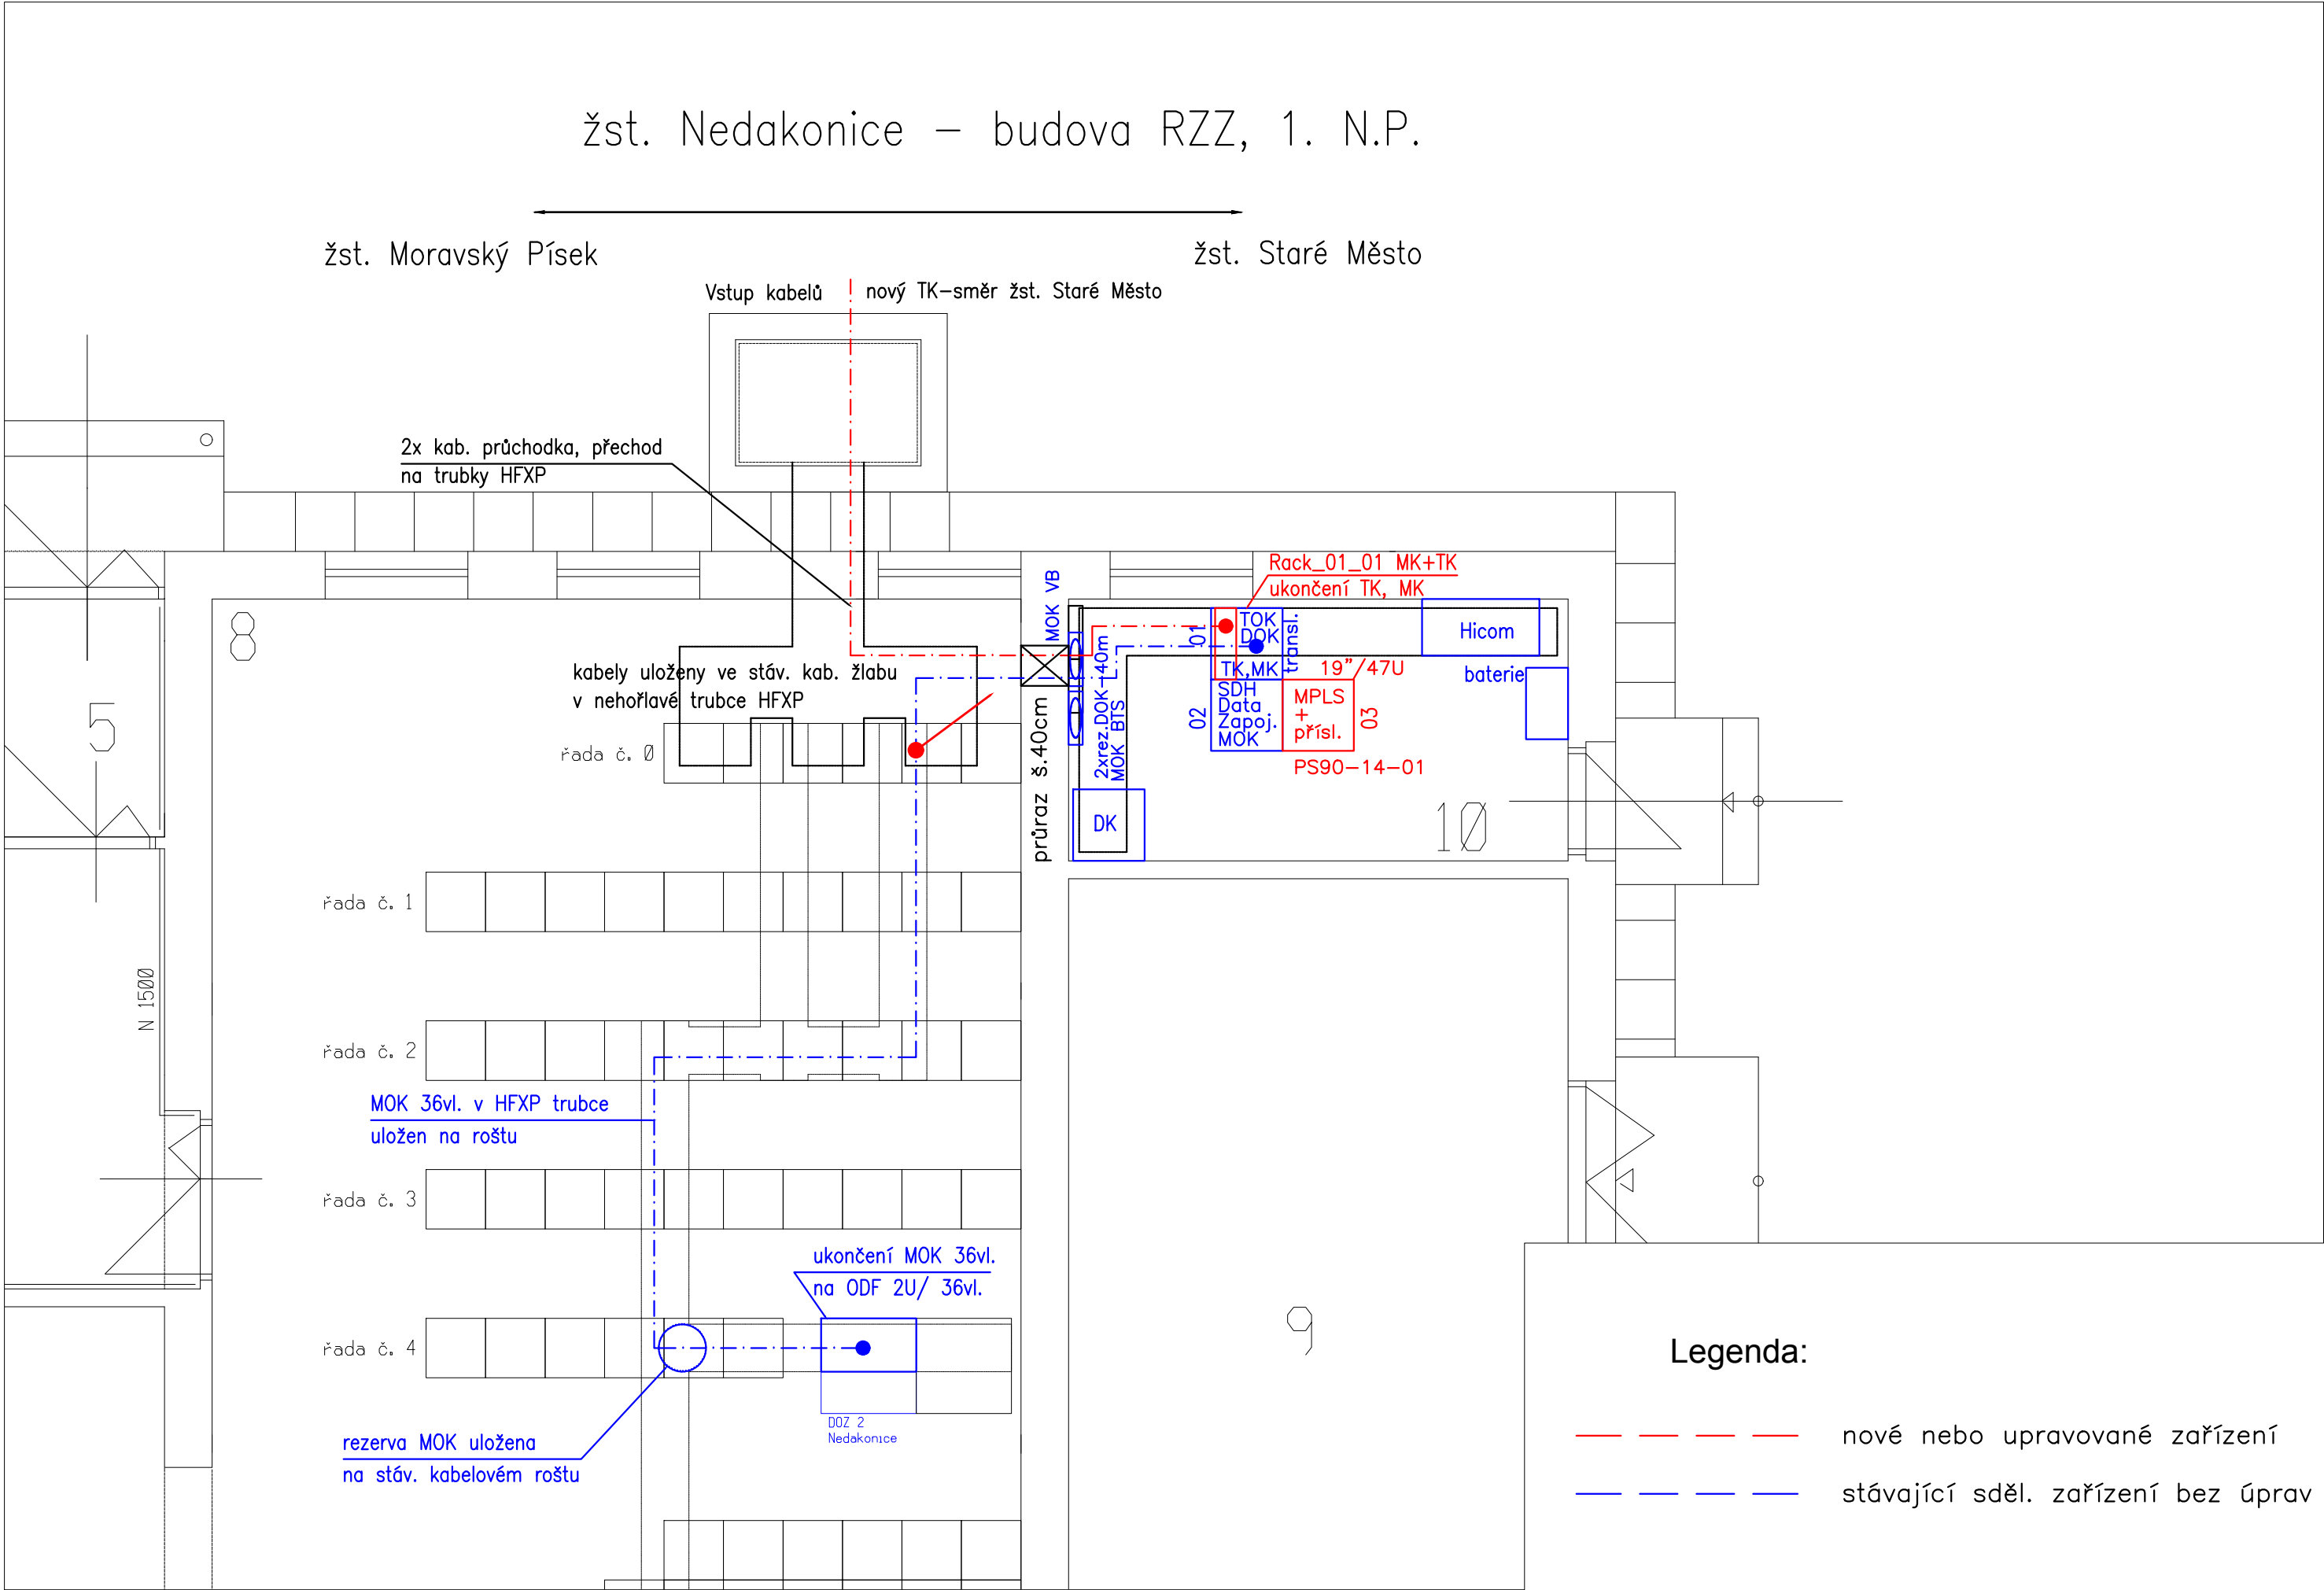 žst. Nedakonice – budova RZZ, 1. N.P.
žst. Moravský Písek
žst. Staré Město
Vstup kabelů
nový TK–směr žst. Staré Město
2x kab. průchodka, přechod
na trubky HFXP
8
5
kabely uloženy ve stáv. kab. žlabu
v nehořlavé trubce HFXP
řada č. 0
MOK VB
průraz š.40cm
2xrez.DOK–40m
MOK BTS
DK
Rack_01_01 MK+TK
ukončení TK, MK
01
TOK
DOK
TK,MK
transl.
Hicom
baterie
19"/47U
02
SDH
Data
Zapoj.
MOK
MPLS
+
přísl.
03
PS90–14–01
10
řada č. 1
N 1500
řada č. 2
MOK 36vl. v HFXP trubce
uložen na roštu
řada č. 3
ukončení MOK 36vl.
na ODF 2U/ 36vl.
řada č. 4
DOZ 2
Nedakonice
rezerva MOK uložena
na stáv. kabelovém roštu
9
Legenda:
nové nebo upravované zařízení
stávající sděl. zařízení bez úprav